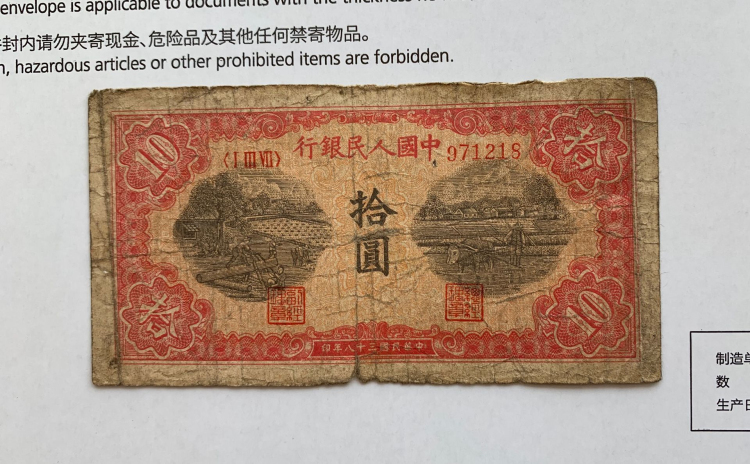 envelope is applicable to documents with the thickness
封内请勿夹寄现金、危险品及其他任何禁寄物品。
hazardous articles or other prohibited items are forbidden.
10
〈ⅠⅢⅦ〉
行銀民人國中
971218
拾
拾圓
拾
10
印年八十三國民華中
制造单
数
生产日